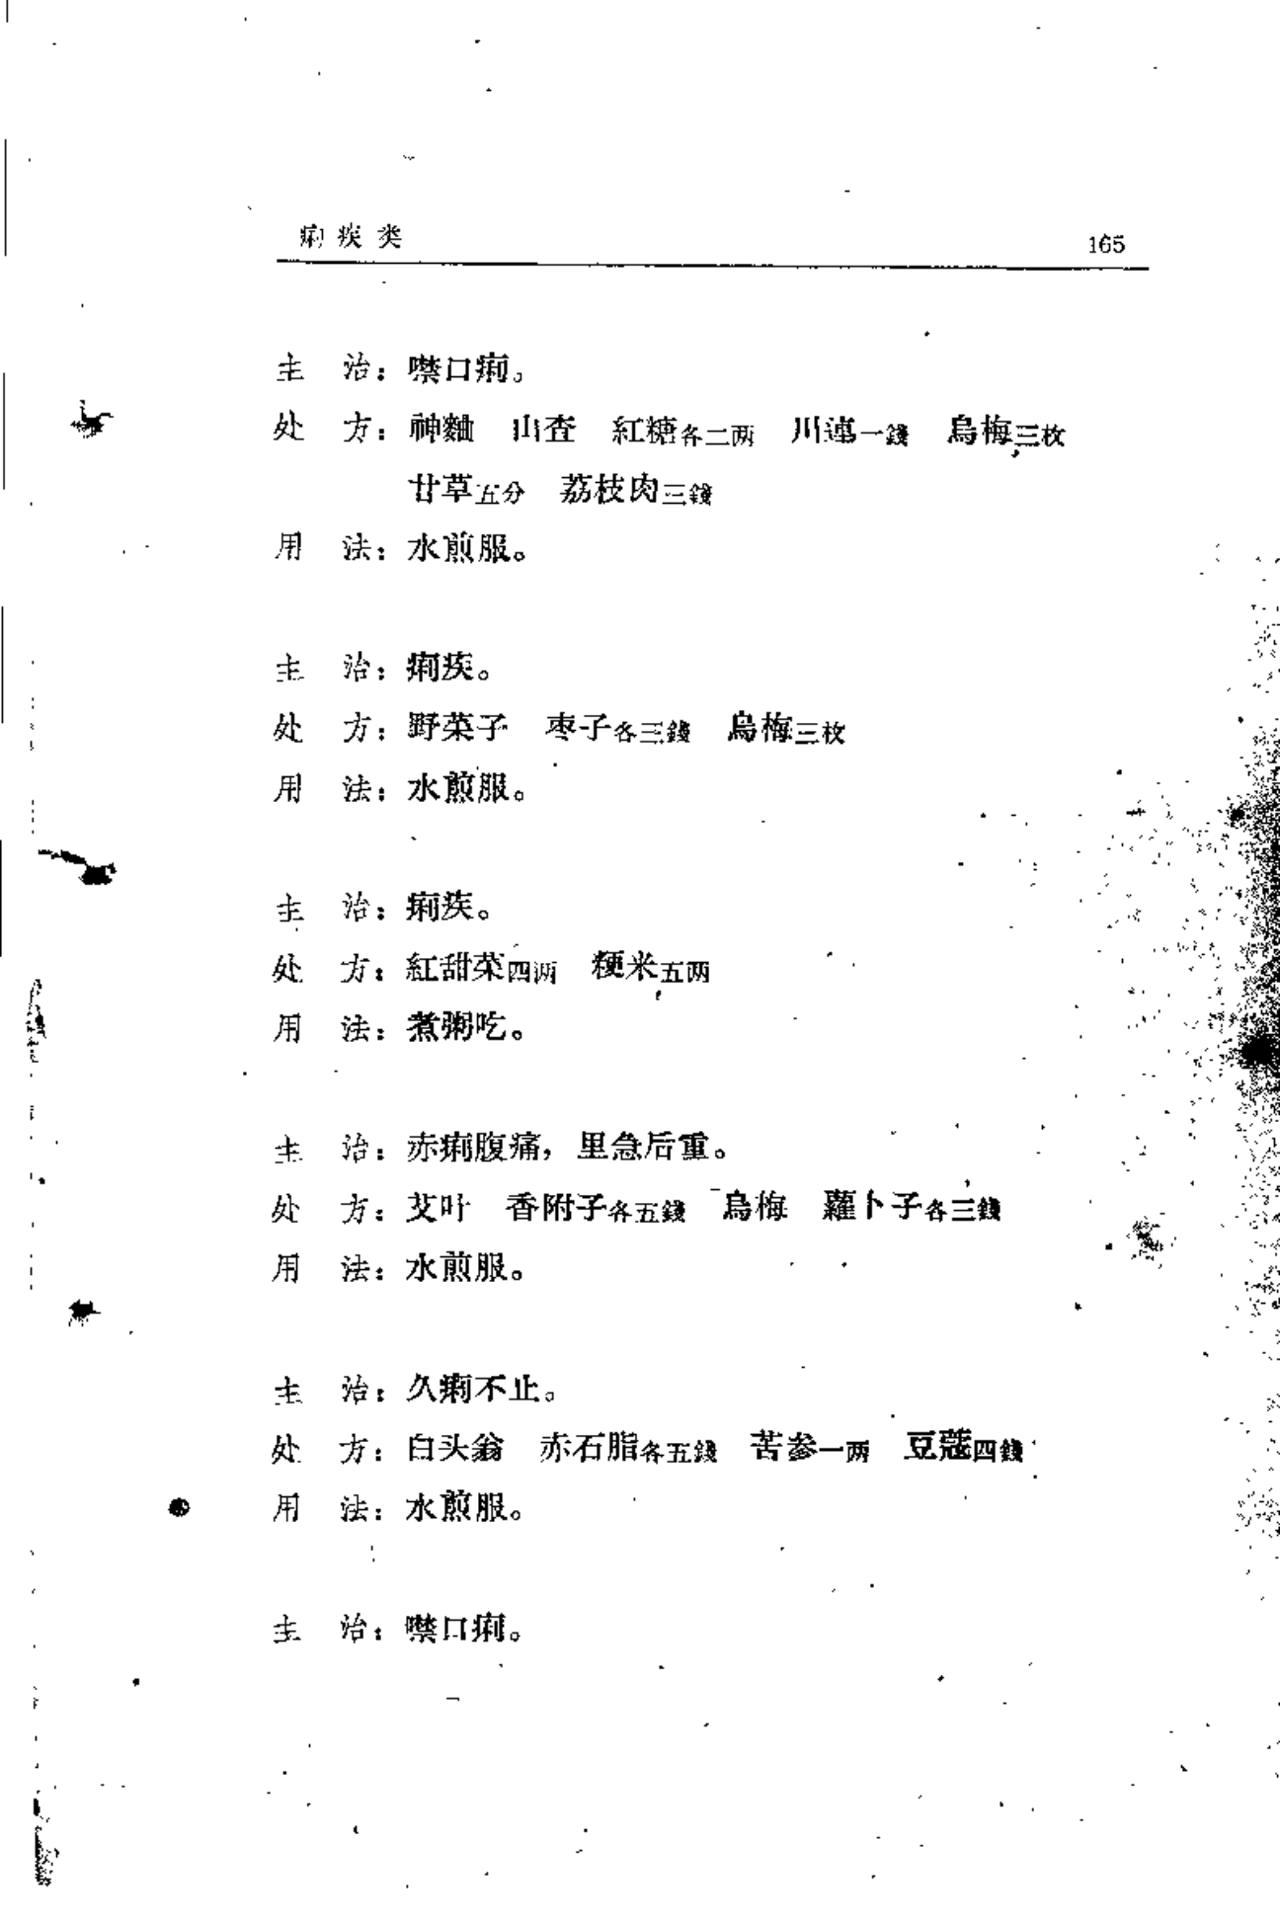 痢疾类 165
主 治：噤口痢。
处 方：神麯 山查 紅糖各二两 川連一錢 烏梅三枚
甘草五分 荔枝肉三錢
用 法：水煎服。
主 治：痢疾。
处 方：野菜子 枣子各三錢 烏梅三枚
用 法：水煎服。
主 治：痢疾。
处 方：紅甜菜四两 粳米五两
用 法：煮粥吃。
主 治：赤痢腹痛，里急后重。
处 方：艾叶 香附子各五錢 烏梅 蘿卜子各三錢
用 法：水煎服。
主 治：久痢不止。
处 方：白头翁 赤石脂各五錢 苦参一两 豆蔻四錢
用 法：水煎服。
主 治：噤口痢。